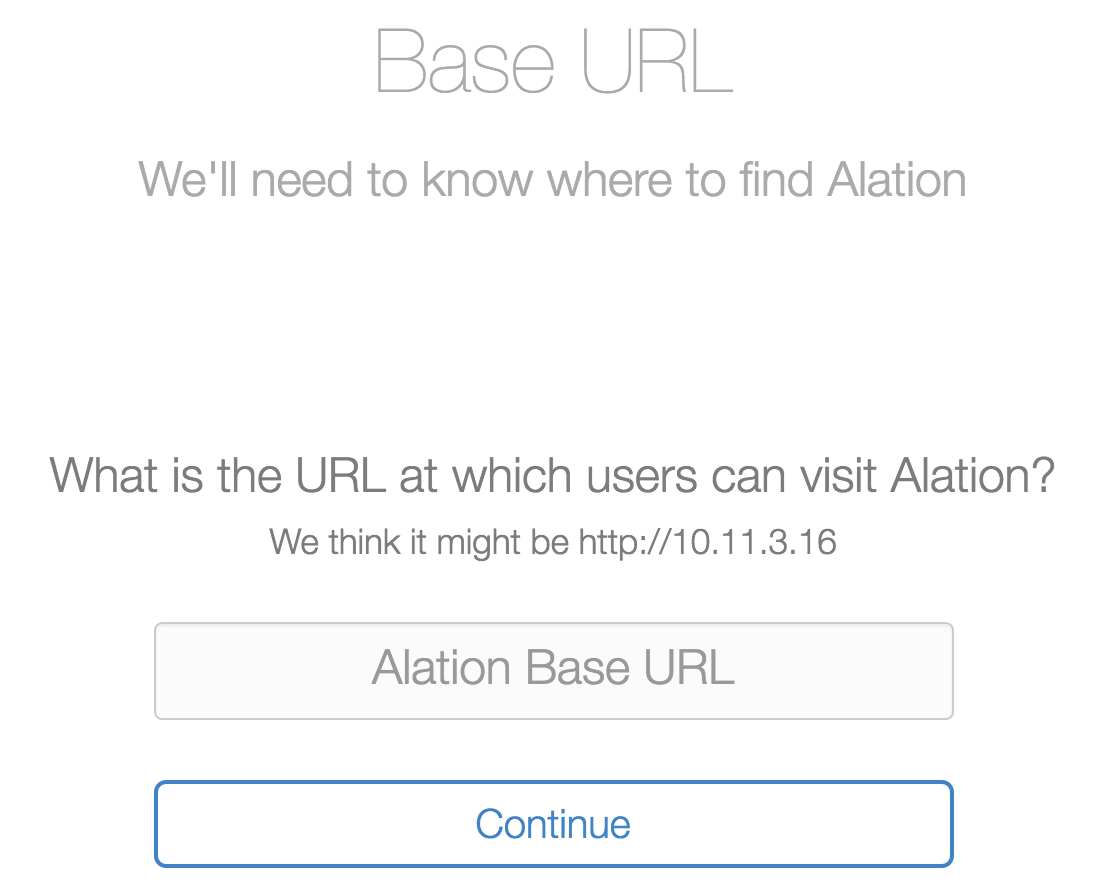 Base URL
We'll need to know where to find Alation
What is the URL at which users can visit Alation?
We think it might be http://10.11.3.16
Alation Base URL
Continue